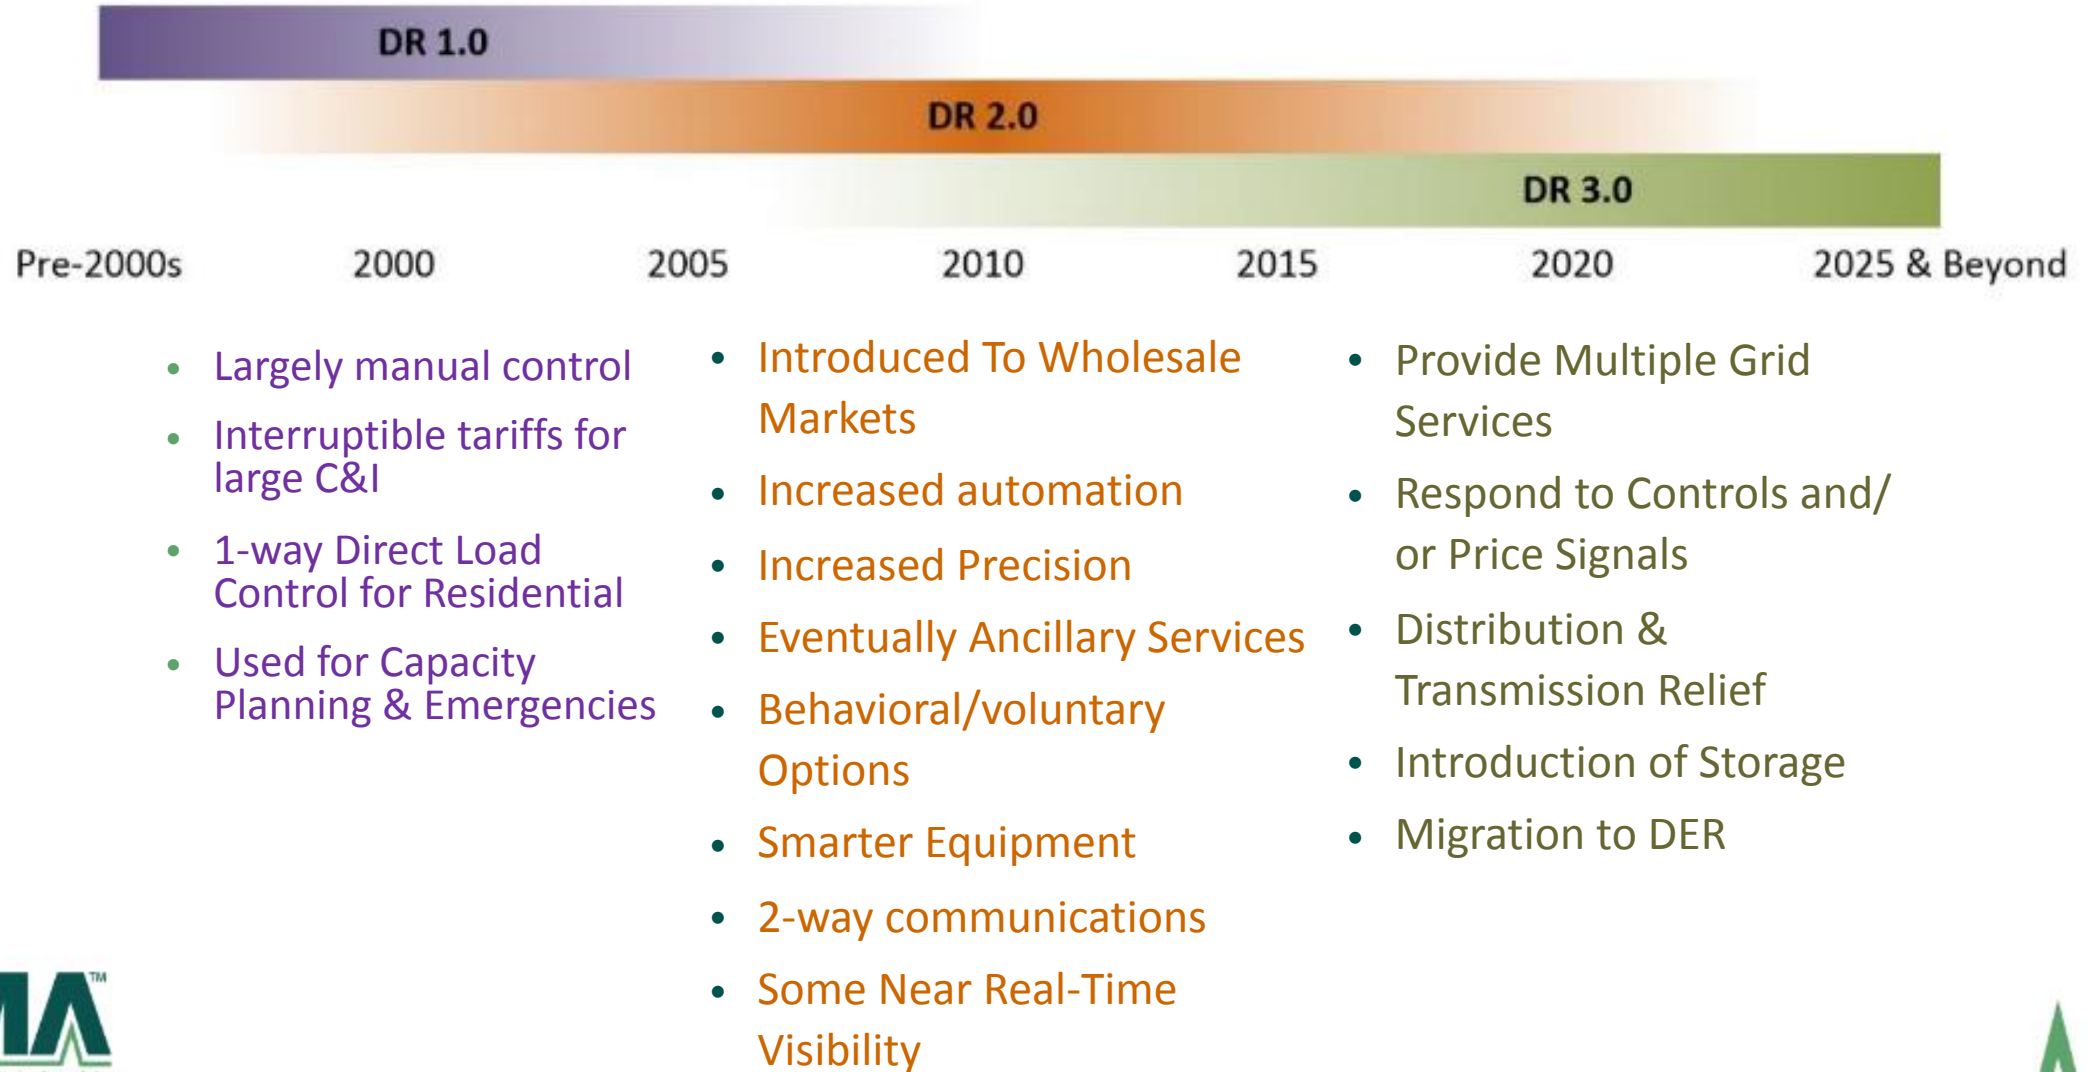 DR 1.0
DR 2.0
DR 3.0
Pre-2000s 2000 2005 2010 2015 2020 2025 & Beyond
• Largely manual control
• Interruptible tariffs for
large C&I
• 1-way Direct Load
Control for Residential
• Used for Capacity
Planning & Emergencies
• Introduced To Wholesale
Markets
• Increased automation
• Increased Precision
• Eventually Ancillary Services
• Behavioral/voluntary
Options
• Smarter Equipment
• 2-way communications
• Some Near Real-Time
Visibility
• Provide Multiple Grid
Services
• Respond to Controls and/
or Price Signals
• Distribution &
Transmission Relief
• Introduction of Storage
• Migration to DER
TM